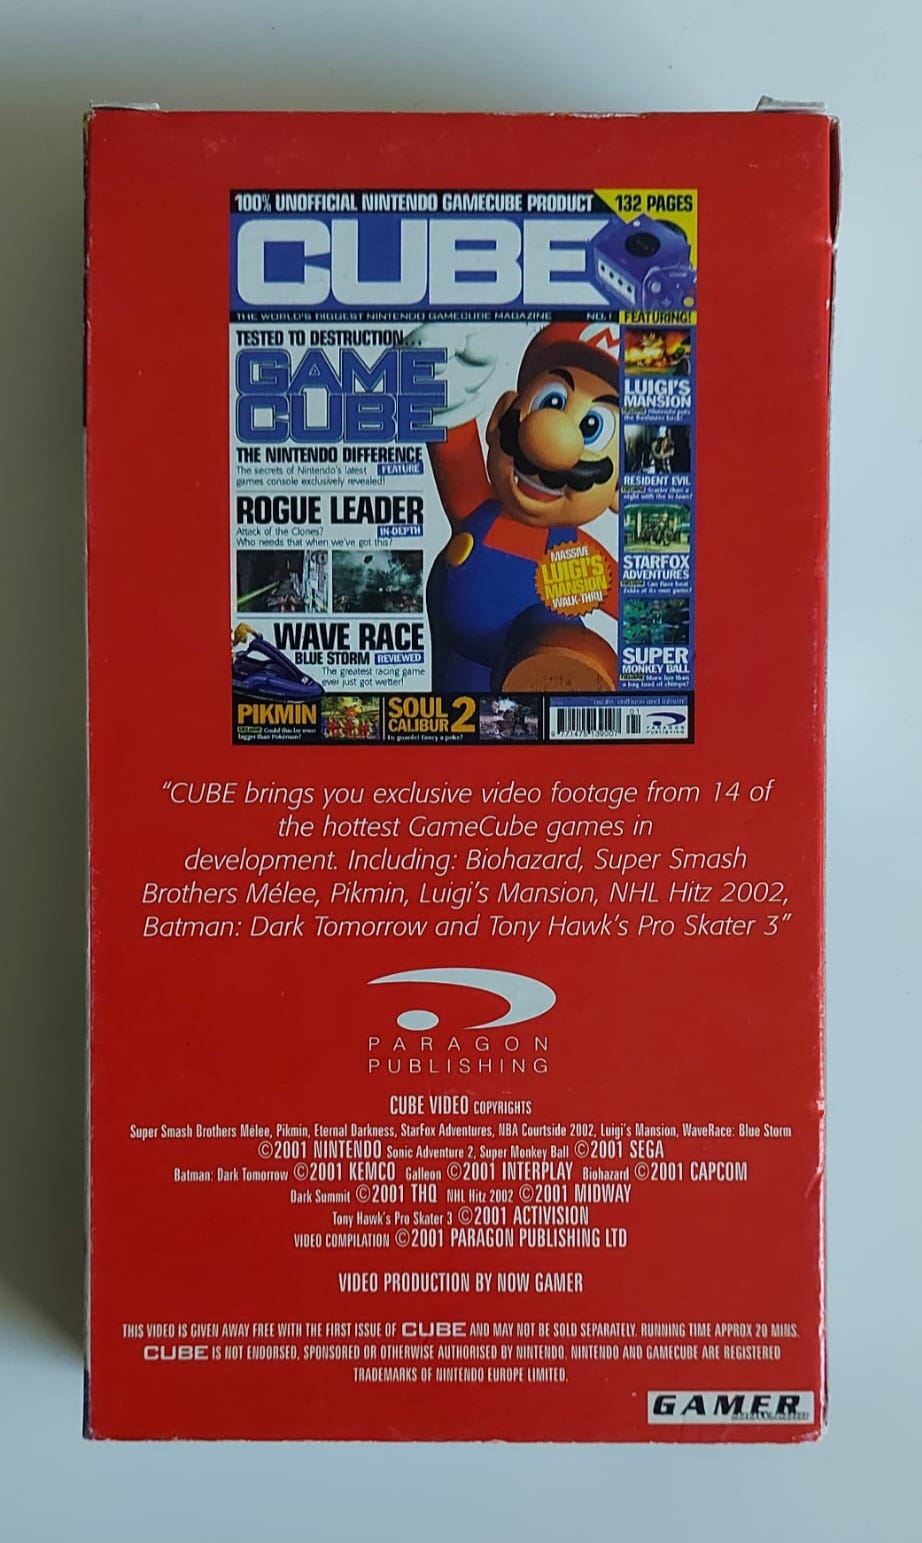 100% UNOFFICIAL NINTENDO GAMECUBE PRODUCT
132 PAGES
CUBE
THE WORLD'S BIGGEST NINTENDO GAMECUBE MAGAZINE NO.1
FEATURING!
TESTED TO DESTRUCTION...
GAME
CUBE
THE NINTENDO DIFFERENCE
The secrets of Nintendo's latest FEATURE
games console exclusively revealed!
ROGUE LEADER
Attack of the Clones? IN-DEPTH
Who needs that when we've got this?
WAVE RACE
BLUE STORM REVIEWED
The greatest racing game
ever just got wetter!
MASSIVE
LUIGI'S
MANSION
WALK-THRU
LUIGI'S
MANSION
RESIDENT EVIL
STARFOX
ADVENTURES
SUPER
MONKEY BALL
PIKMIN
Could this be even
bigger than Pokémon?
SOUL
CALIBUR 2
PARAGON
PUBLISHING
“CUBE brings you exclusive video footage from 14 of
the hottest GameCube games in
development. Including: Biohazard, Super Smash
Brothers Mélee, Pikmin, Luigi's Mansion, NHL Hitz 2002,
Batman: Dark Tomorrow and Tony Hawk's Pro Skater 3”
PARAGON
PUBLISHING
CUBE VIDEO COPYRIGHTS
Super Smash Brothers Mélee, Pikmin, Eternal Darkness, StarFox Adventures, NBA Courtside 2002, Luigi's Mansion, WaveRace: Blue Storm
©2001 NINTENDO Sonic Adventure 2, Super Monkey Ball ©2001 SEGA
Batman: Dark Tomorrow ©2001 KEMCO Galleon ©2001 INTERPLAY Biohazard ©2001 CAPCOM
Dark Summit ©2001 THQ NHL Hitz 2002 ©2001 MIDWAY
Tony Hawk's Pro Skater 3 ©2001 ACTIVISION
VIDEO COMPILATION ©2001 PARAGON PUBLISHING LTD
VIDEO PRODUCTION BY NOW GAMER
THIS VIDEO IS GIVEN AWAY FREE WITH THE FIRST ISSUE OF CUBE AND MAY NOT BE SOLD SEPARATELY. RUNNING TIME APPROX 20 MINS.
CUBE IS NOT ENDORSED, SPONSORED OR OTHERWISE AUTHORISED BY NINTENDO. NINTENDO AND GAMECUBE ARE REGISTERED
TRADEMARKS OF NINTENDO EUROPE LIMITED.
GAMER